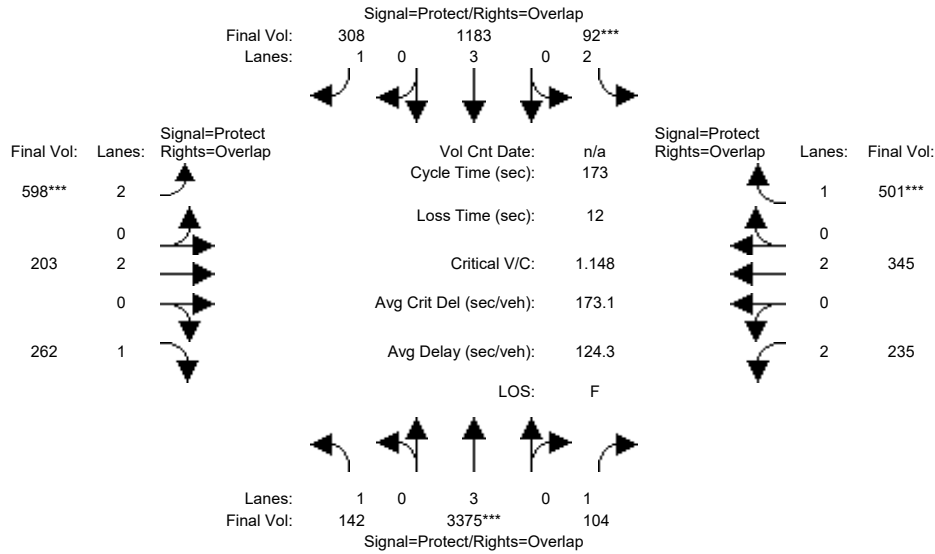 Signal=Protect/Rights=Overlap
Final Vol: 308 1183 92***
Lanes: 1 0 3 0 2
Signal=Protect
Final Vol: Lanes: Rights=Overlap
Vol Cnt Date: n/a
Signal=Protect
Rights=Overlap Lanes: Final Vol:
Cycle Time (sec): 173
598*** 2
1 501***
Loss Time (sec): 12
0
0
203 2
Critical V/C: 1.148
2 345
0
Avg Crit Del (sec/veh): 173.1
0
262 1
Avg Delay (sec/veh): 124.3
2 235
LOS: F
Lanes: 1 0 3 0 1
Final Vol: 142 3375*** 104
Signal=Protect/Rights=Overlap